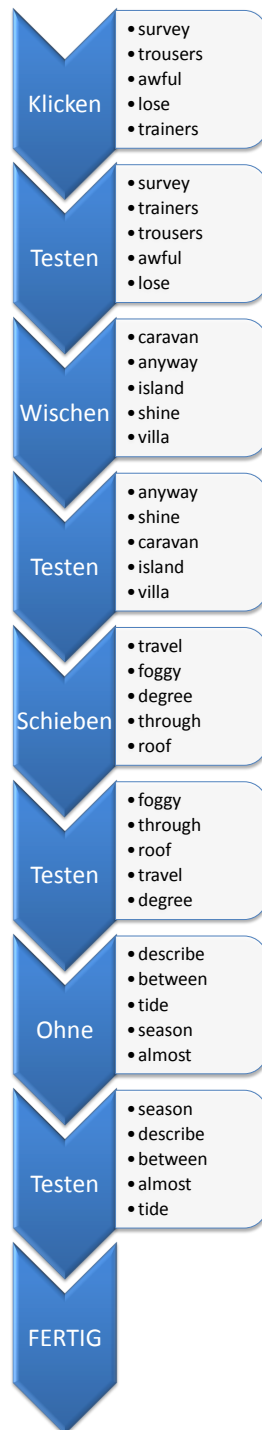 Klicken
• survey
• trousers
• awful
• lose
• trainers
Testen
• survey
• trainers
• trousers
• awful
• lose
Wischen
• caravan
• anyway
• island
• shine
• villa
Testen
• anyway
• shine
• caravan
• island
• villa
Schieben
• travel
• foggy
• degree
• through
• roof
Testen
• foggy
• through
• roof
• travel
• degree
Ohne
• describe
• between
• tide
• season
• almost
Testen
• season
• describe
• between
• almost
• tide
FERTIG